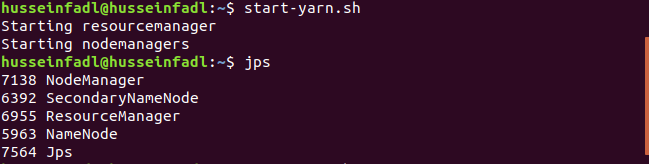 husseinfadl@husseinfadl:~$ start-yarn.sh
Starting resourcemanager
Starting nodemanagers
husseinfadl@husseinfadl:~$ jps
7138 NodeManager
6392 SecondaryNameNode
6955 ResourceManager
5963 NameNode
7564 Jps